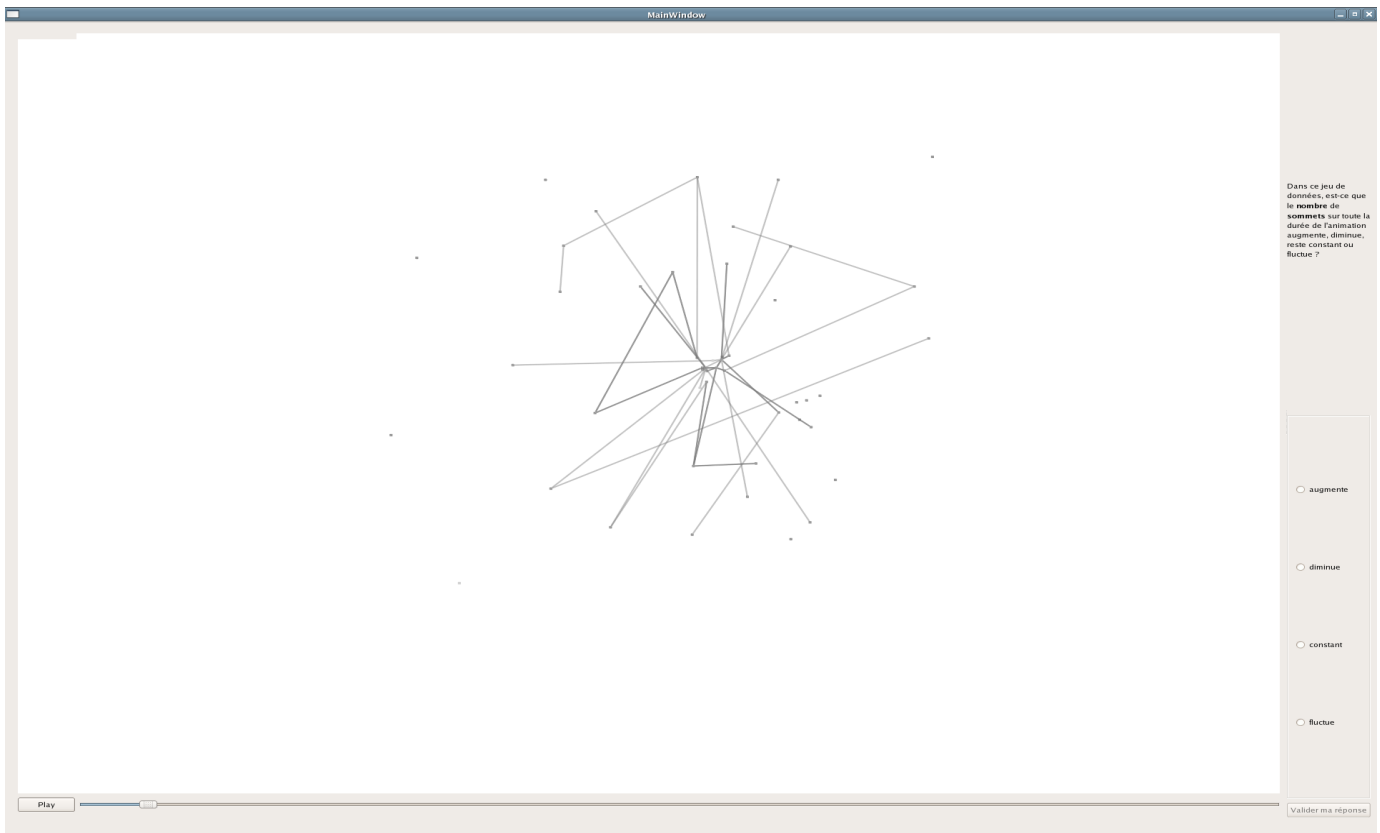 MainWindow
Dans ce jeu de
données, est-ce que
le nombre de
sommets sur toute la
durée de l'animation
augmente, diminue,
reste constant ou
fluctue ?
augmente
diminue
constant
fluctue
Play
Valider ma réponse